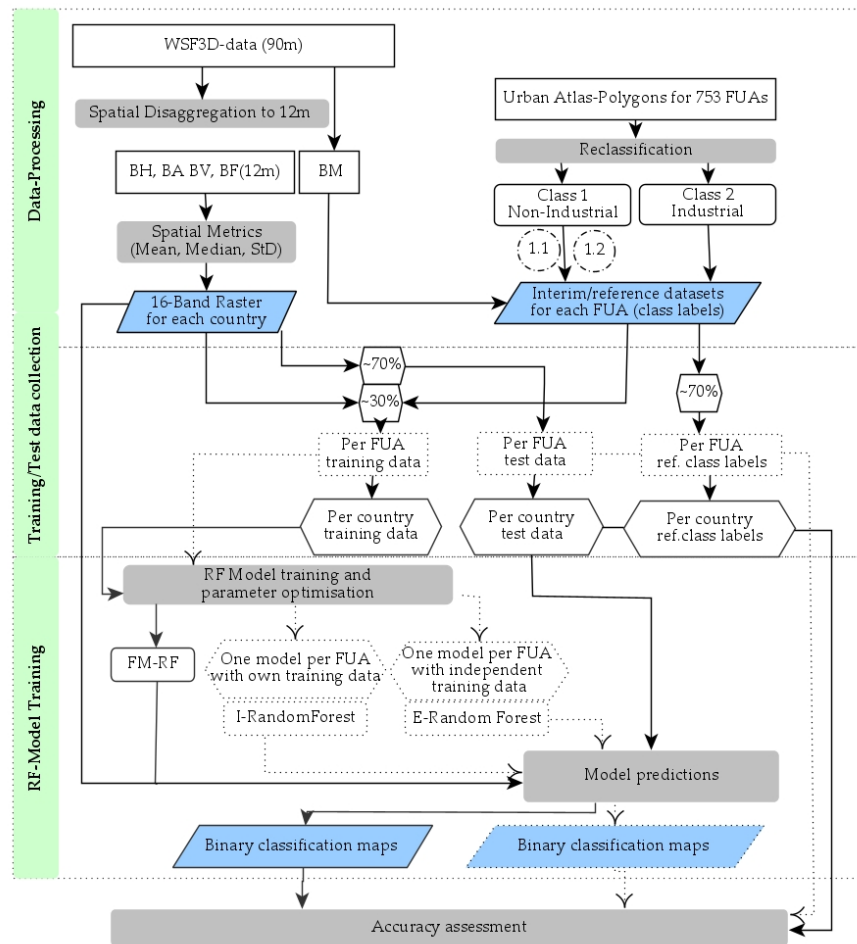 Data-Processing
WSF3D-data (90m)
Spatial Disaggregation to 12m
BH, BA BV, BF(12m)
BM
Spatial Metrics
(Mean, Median, StD)
16-Band Raster
for each country
Urban Atlas-Polygons for 753 FUAs
Reclassification
Class 1
Non-Industrial
Class 2
Industrial
1.1
1.2
Interim/reference datasets
for each FUA (class labels)
Training/Test data collection
~70%
~30%
~70%
Per FUA
training data
Per FUA
test data
Per FUA
ref. class labels
Per country
training data
Per country
test data
Per country
ref.class labels
RF-Model Training
RF Model training and
parameter optimisation
FM-RF
One model per FUA
with own training data
One model per FUA
with independent
training data
I-RandomForest
E-Random Forest
Model predictions
Binary classification maps
Binary classification maps
Accuracy assessment